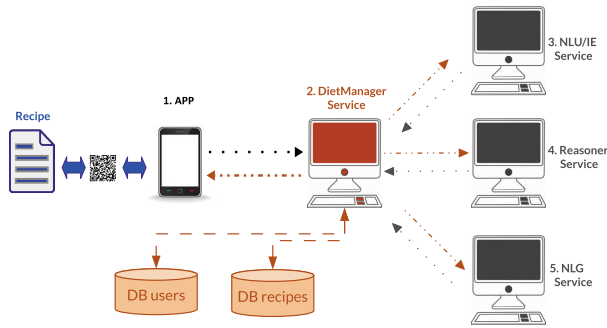 3. NLU/IE
Service
2. DietManager
Service
1. APP
Recipe
4. Reasoner
Service
5. NLG
Service
DB users
DB recipes